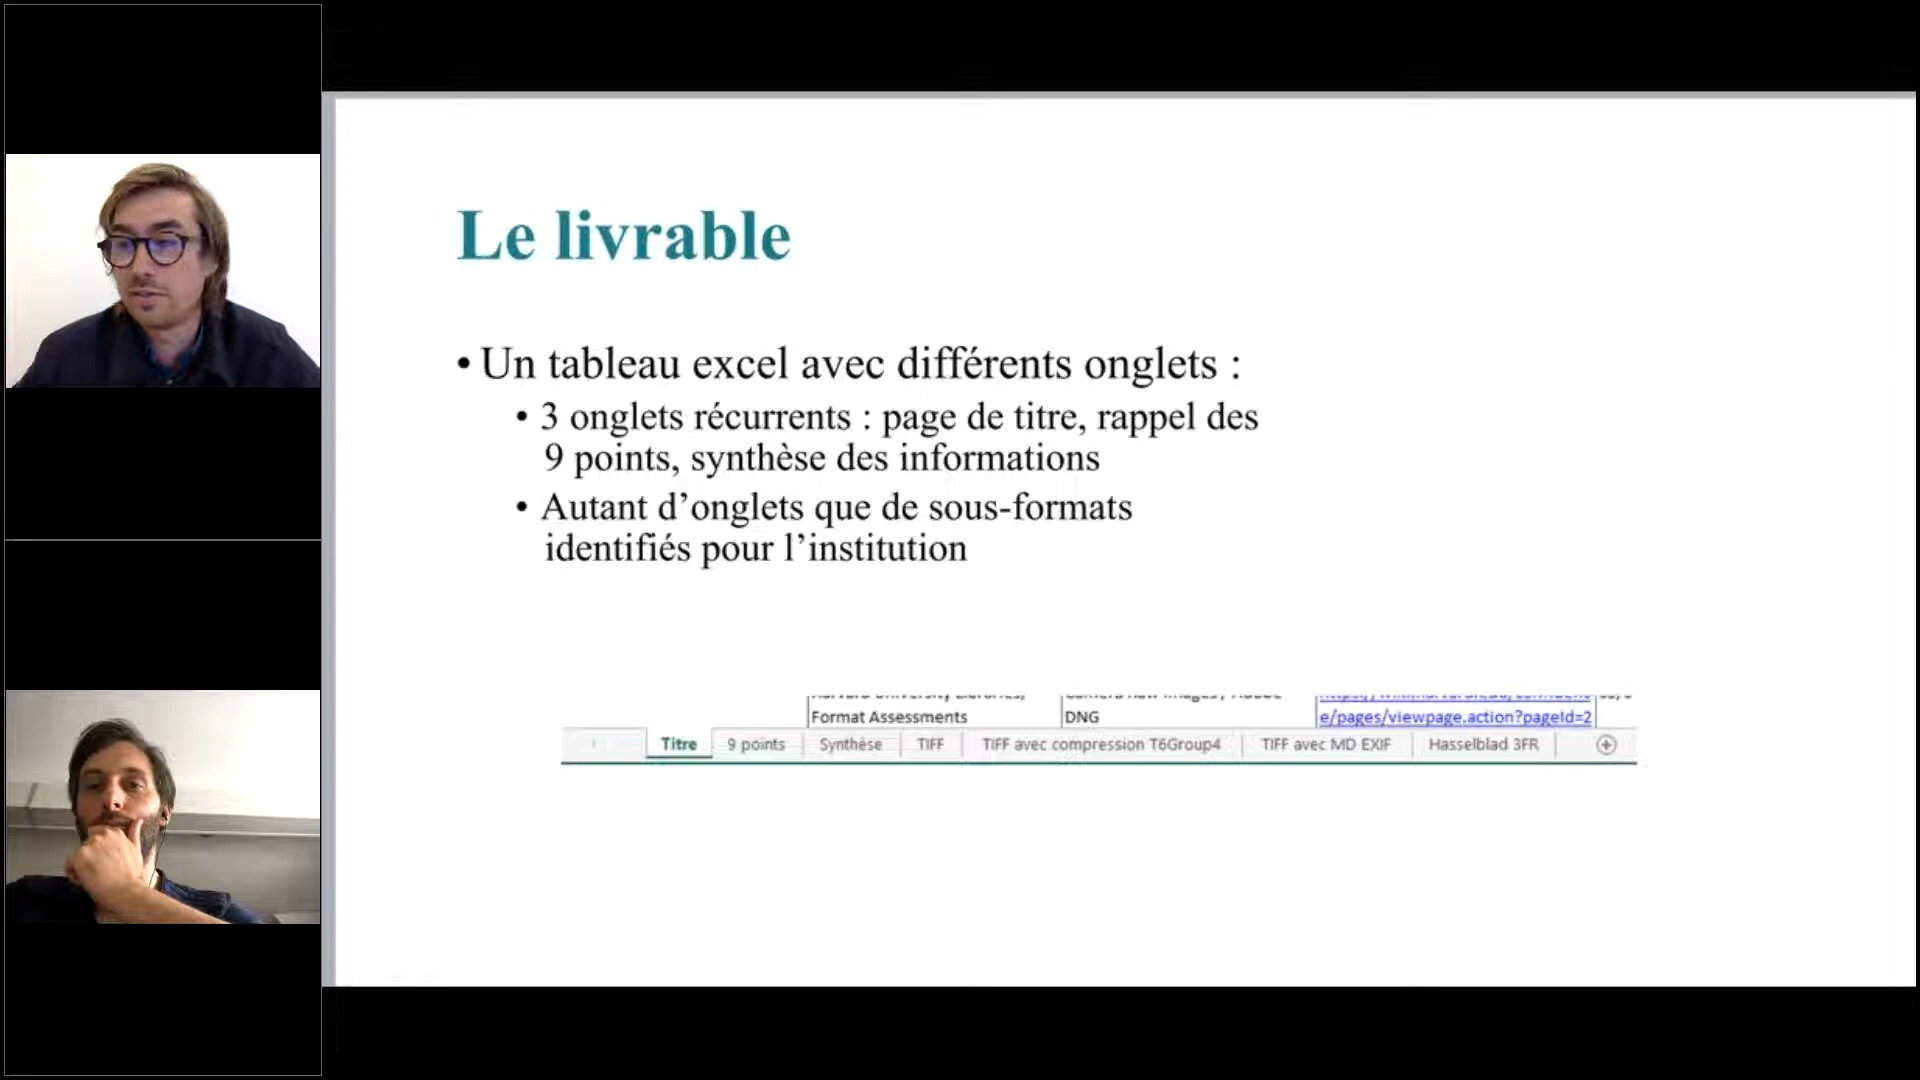 Le livrable
• Un tableau excel avec différents onglets :
• 3 onglets récurrents : page de titre, rappel des
9 points, synthèse des informations
• Autant d’onglets que de sous-formats
identifiés pour l’institution
Format Assessments DNG e/pages/viewpage.action?pageId=2
Titre 9 points Synthèse TIFF TIFF avec compression T6Group4 TIFF avec MD EXIF Hasselblad 3FR